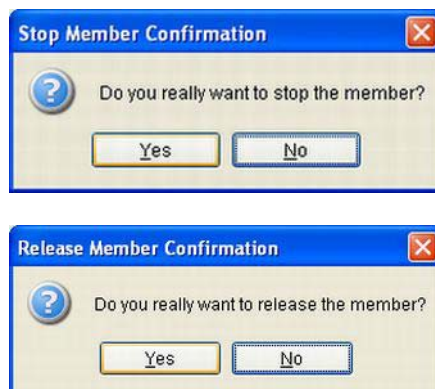 Stop Member Confirmation
Do you really want to stop the member?
Yes No
Release Member Confirmation
Do you really want to release the member?
Yes No